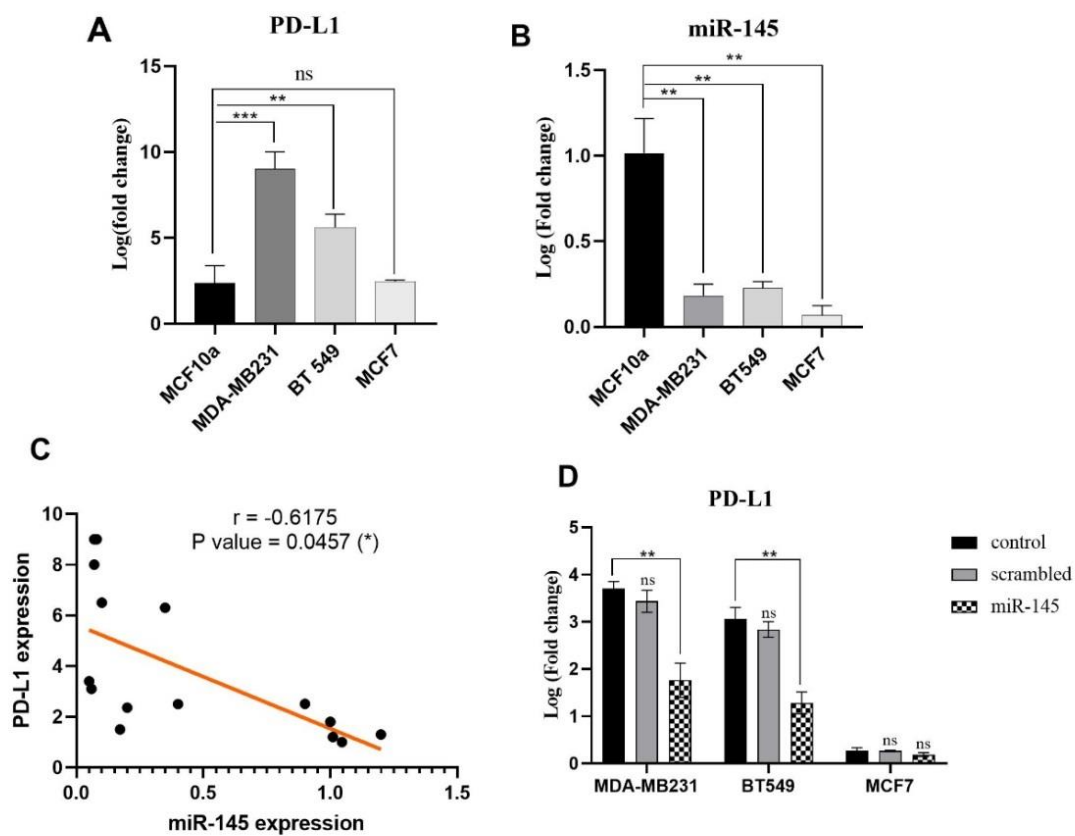 A
PD-L1
Log(fold change)
15
10
5
0
ns
**
***
MCF10a
MDA-MB231
BT 549
MCF7
B
miR-145
Log (Fold change)
1.5
1.0
0.5
0.0
**
**
**
MCF10a
MDA-MB231
BT549
MCF7
C
r = -0.6175
P value = 0.0457 (*)
PD-L1 expression
10
8
6
4
2
0
0.0
0.5
1.0
1.5
miR-145 expression
D
PD-L1
Log (Fold change)
5
4
3
2
1
0
**
ns
**
ns
ns
ns
MDA-MB231
BT549
MCF7
control
scrambled
miR-145